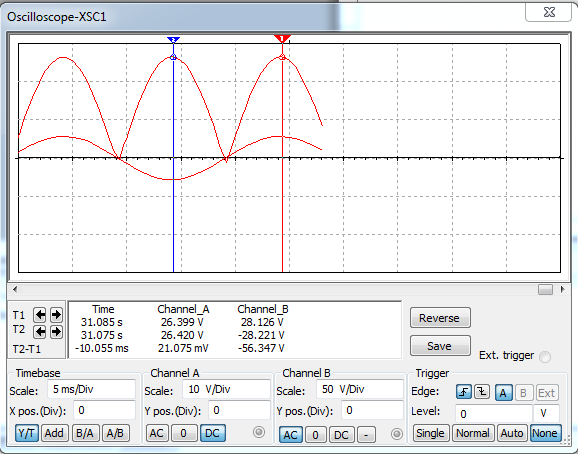 Oscilloscope-XSC1
2
1
T1
T2
T2-T1
Time Channel_A Channel_B
31.085 s 26.399 V 28.126 V
31.075 s 26.420 V -28.221 V
-10.055 ms 21.075 mV -56.347 V
Reverse
Save
Ext. trigger
Timebase
Scale: 5 ms/Div
X pos.(Div): 0
Y/T Add B/A A/B
Channel A
Scale: 10 V/Div
Y pos.(Div): 0
AC 0 DC
Channel B
Scale: 50 V/Div
Y pos.(Div): 0
AC 0 DC -
Trigger
Edge: A B Ext
Level: 0 V
Single Normal Auto None